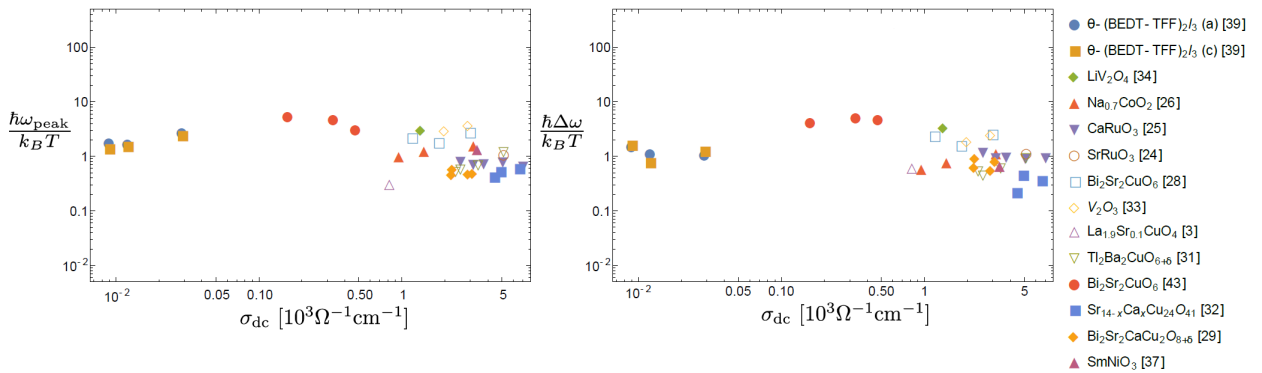 ħω_peak / k_BT
100
10
1
0.1
10⁻²
10⁻² 0.05 0.10 0.50 1 5
σ_dc [10³Ω⁻¹cm⁻¹]
ħΔω / k_BT
100
10
1
0.1
10⁻²
10⁻² 0.05 0.10 0.50 1 5
σ_dc [10³Ω⁻¹cm⁻¹]
θ- (BEDT- TFF)₂I₃ (a) [39]
θ- (BEDT- TFF)₂I₃ (c) [39]
LiV₂O₄ [34]
Na₀.₇CoO₂ [26]
CaRuO₃ [25]
SrRuO₃ [24]
Bi₂Sr₂CuO₆ [28]
V₂O₃ [33]
La₁.₉Sr₀.₁CuO₄ [3]
Tl₂Ba₂CuO₆₊δ [31]
Bi₂Sr₂CuO₆ [43]
Sr₁₄₋ₓCaₓCu₂₄O₄₁ [32]
Bi₂Sr₂CaCu₂O₈₊δ [29]
SmNiO₃ [37]